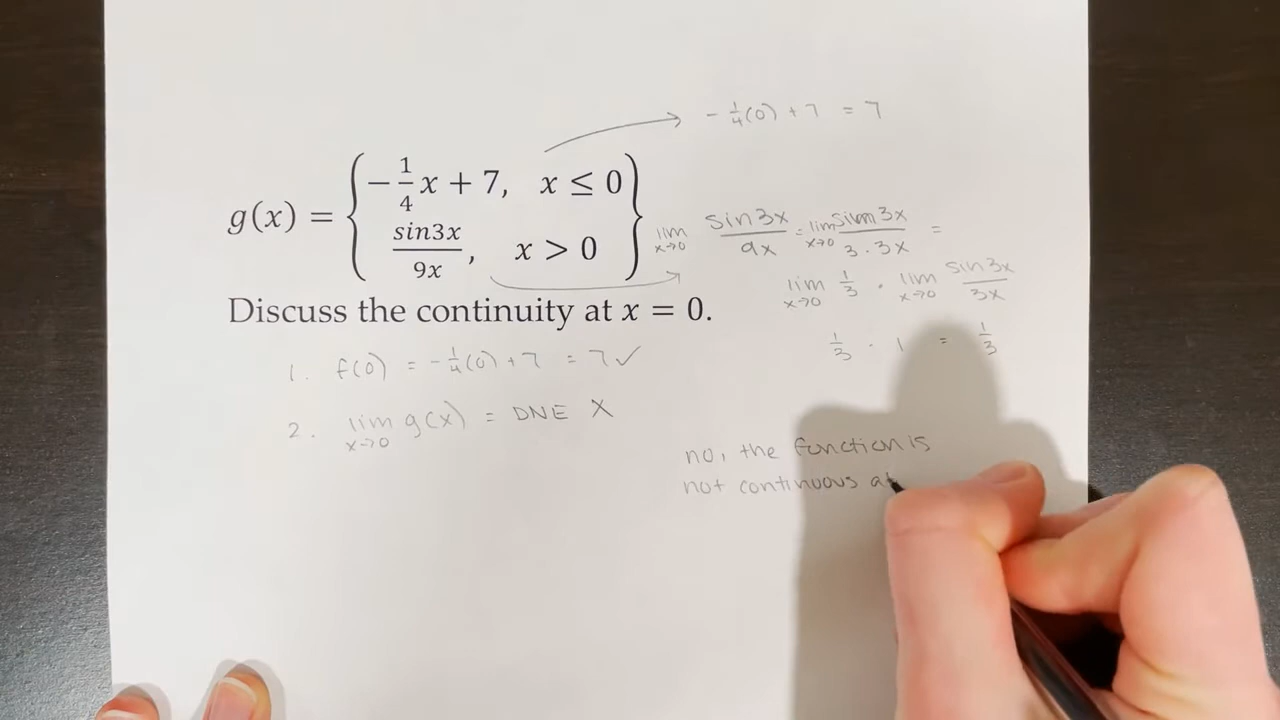 - 1/4(0) + 7 = 7
g(x) = { -1/4 x + 7, x ≤ 0
sin3x/9x, x > 0 }
lim x→0 sin3x/9x = lim x→0 sin3x/3·3x =
lim x→0 1/3 · lim x→0 sin3x/3x
1/3 · 1 = 1/3
Discuss the continuity at x = 0.
1. f(0) = -1/4(0) + 7 = 7 ✓
2. lim x→0 g(x) = DNE X
no, the function is
not continuous at